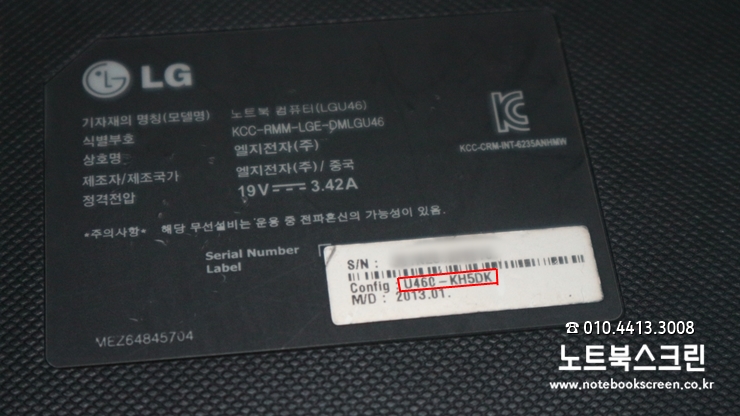 LG
기자재의 명칭(모델명) 노트북 컴퓨터(LGU46)
식별부호 KCC-RMM-LGE-DMLGU46
상호명 엘지전자(주)
제조자/제조국가 엘지전자(주) / 중국
정격전압 19V 3.42A
KCC-CRM-INT-6235ANHMW
*주의사항* 해당 무선설비는 운용 중 전파혼신의 가능성이 있음.
Serial Number
Label
S/N :
Config U460-KH5DK
M/D : 2013.01.
MEZ64845704
☎ 010.4413.3008
노트북스크린
www.notebookscreen.co.kr